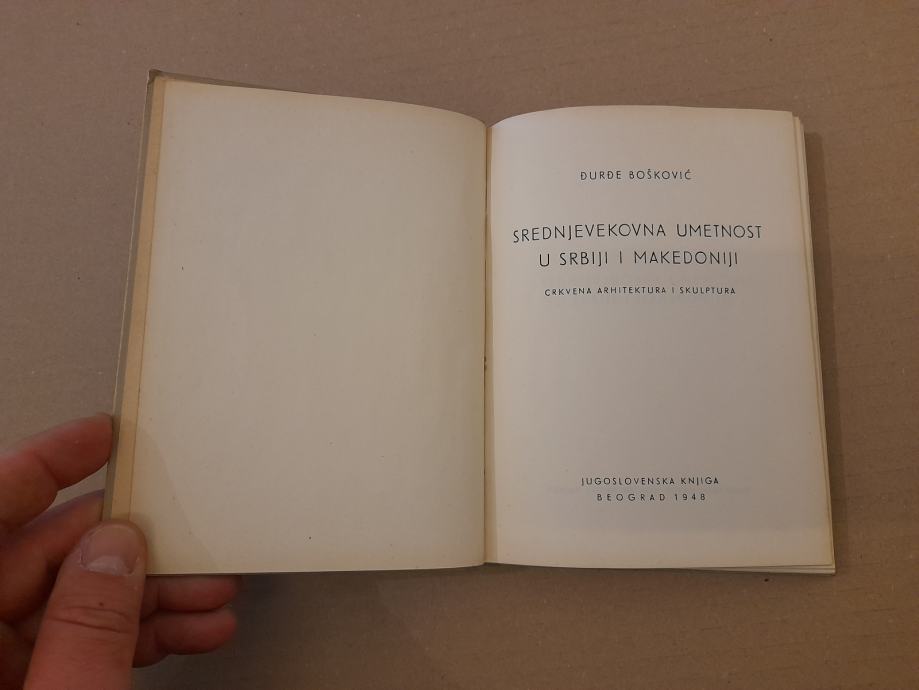 ĐURĐE BOŠKOVIĆ
SREDNJEVEKOVNA UMETNOST
U SRBIJI I MAKEDONIJI
CRKVENA ARHITEKTURA I SKULPTURA
JUGOSLOVENSKA KNJIGA
BEOGRAD 1948